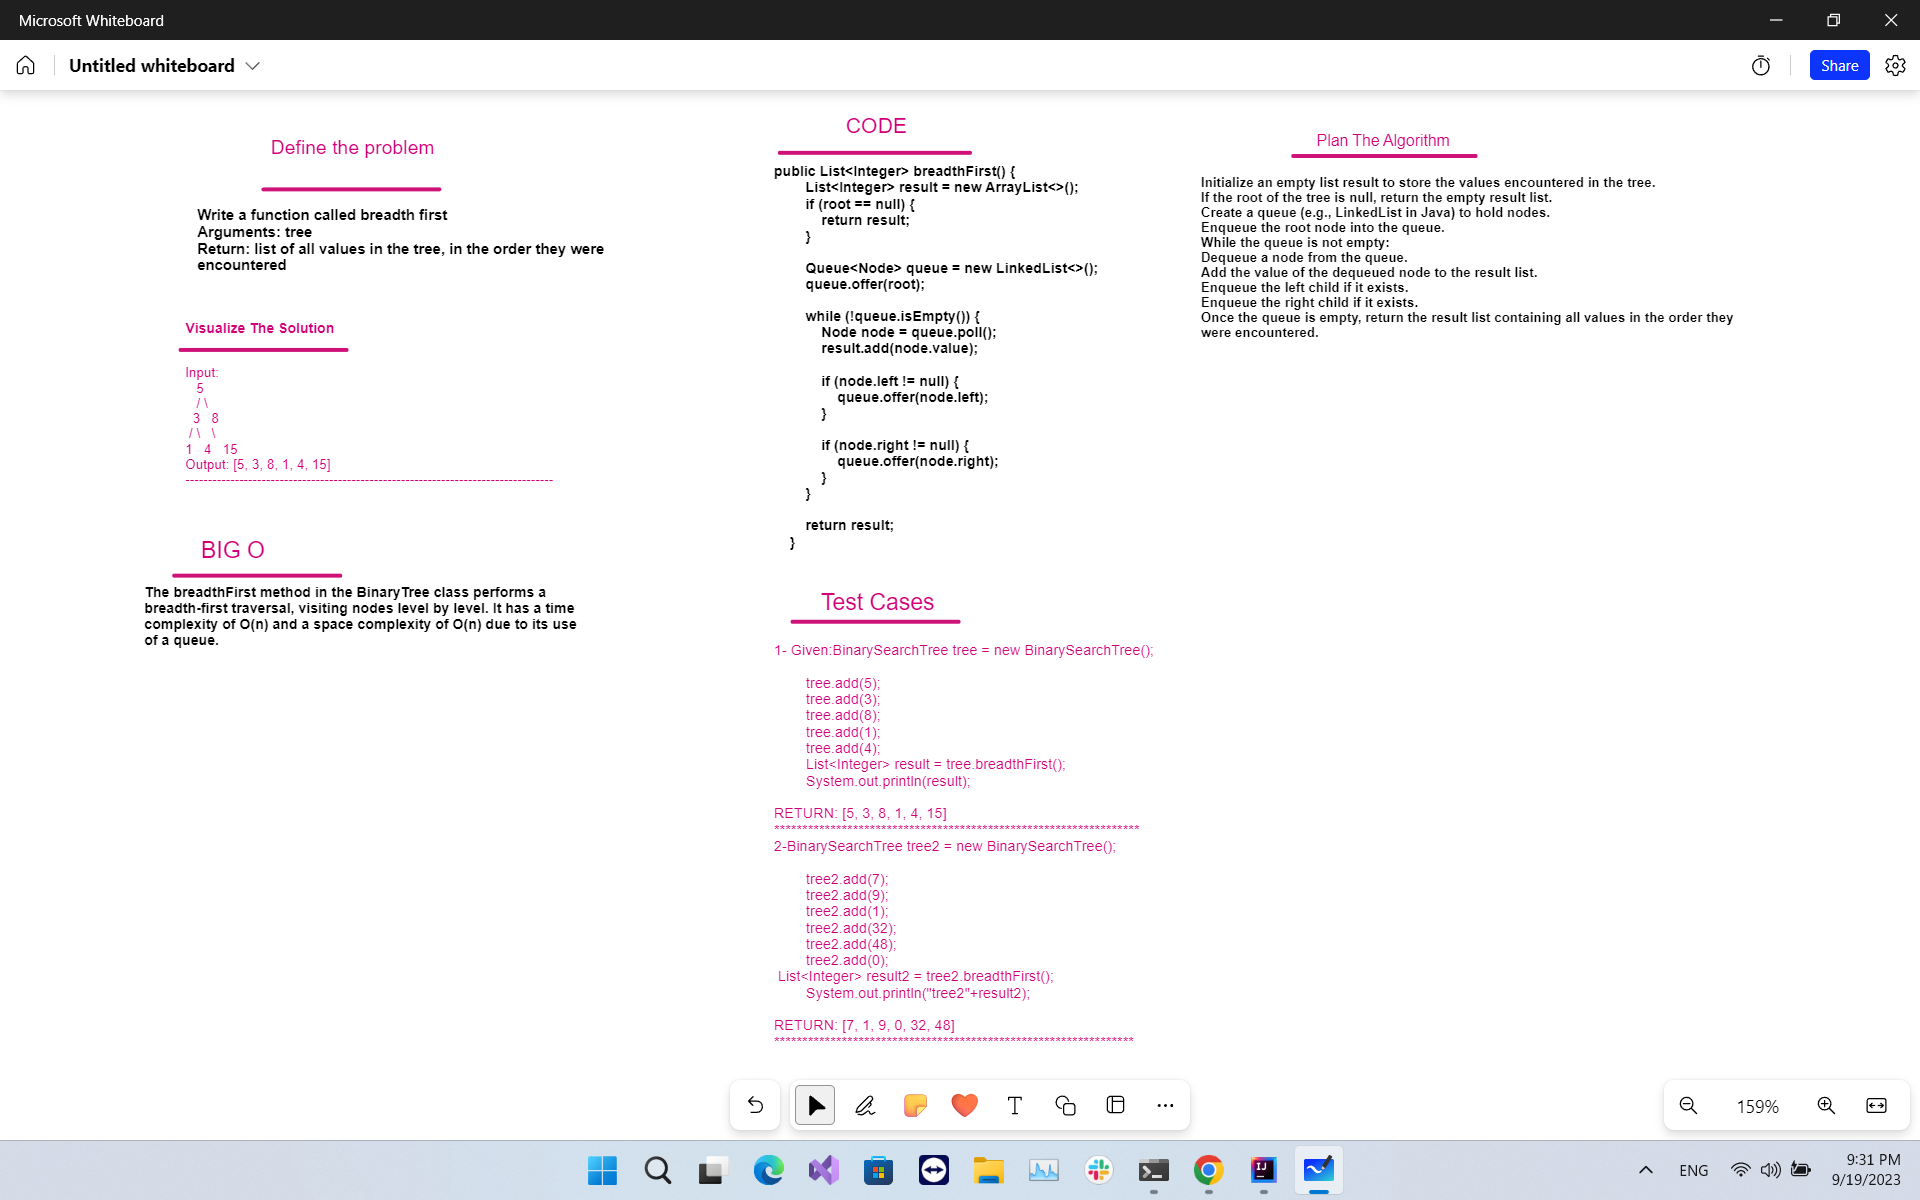 Microsoft Whiteboard
Untitled whiteboard
Share
Define the problem
Write a function called breadth first
Arguments: tree
Return: list of all values in the tree, in the order they were
encountered
Visualize The Solution
Input:
5
/ \
3 8
/ \ \
1 4 15
Output: [5, 3, 8, 1, 4, 15]
----------------------------------------------------------------------------------
BIG O
The breadthFirst method in the BinaryTree class performs a
breadth-first traversal, visiting nodes level by level. It has a time
complexity of O(n) and a space complexity of O(n) due to its use
of a queue.
CODE
public List<Integer> breadthFirst() {
List<Integer> result = new ArrayList<>();
if (root == null) {
return result;
}
Queue<Node> queue = new LinkedList<>();
queue.offer(root);
while (!queue.isEmpty()) {
Node node = queue.poll();
result.add(node.value);
if (node.left != null) {
queue.offer(node.left);
}
if (node.right != null) {
queue.offer(node.right);
}
}
return result;
}
Test Cases
1- Given:BinarySearchTree tree = new BinarySearchTree();
tree.add(5);
tree.add(3);
tree.add(8);
tree.add(1);
tree.add(4);
List<Integer> result = tree.breadthFirst();
System.out.println(result);
RETURN: [5, 3, 8, 1, 4, 15]
*****************************************************************
2-BinarySearchTree tree2 = new BinarySearchTree();
tree2.add(7);
tree2.add(9);
tree2.add(1);
tree2.add(32);
tree2.add(48);
tree2.add(0);
List<Integer> result2 = tree2.breadthFirst();
System.out.println("tree2"+result2);
RETURN: [7, 1, 9, 0, 32, 48]
****************************************************************
Plan The Algorithm
Initialize an empty list result to store the values encountered in the tree.
If the root of the tree is null, return the empty result list.
Create a queue (e.g., LinkedList in Java) to hold nodes.
Enqueue the root node into the queue.
While the queue is not empty:
Dequeue a node from the queue.
Add the value of the dequeued node to the result list.
Enqueue the left child if it exists.
Enqueue the right child if it exists.
Once the queue is empty, return the result list containing all values in the order they
were encountered.
159%
ENG
9:31 PM
9/19/2023